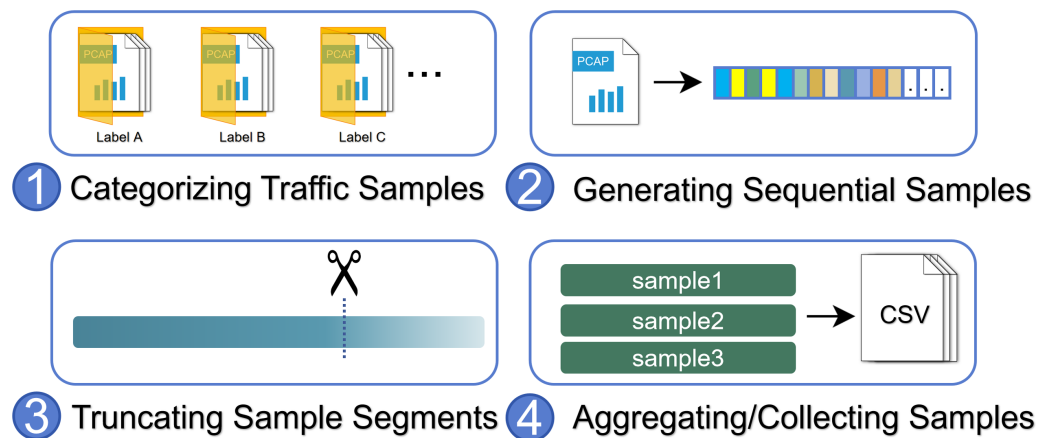 PCAP
PCAP
PCAP
...
Label A
Label B
Label C
1 Categorizing Traffic Samples
PCAP
. . .
2 Generating Sequential Samples
3 Truncating Sample Segments
sample1
sample2
sample3
CSV
4 Aggregating/Collecting Samples